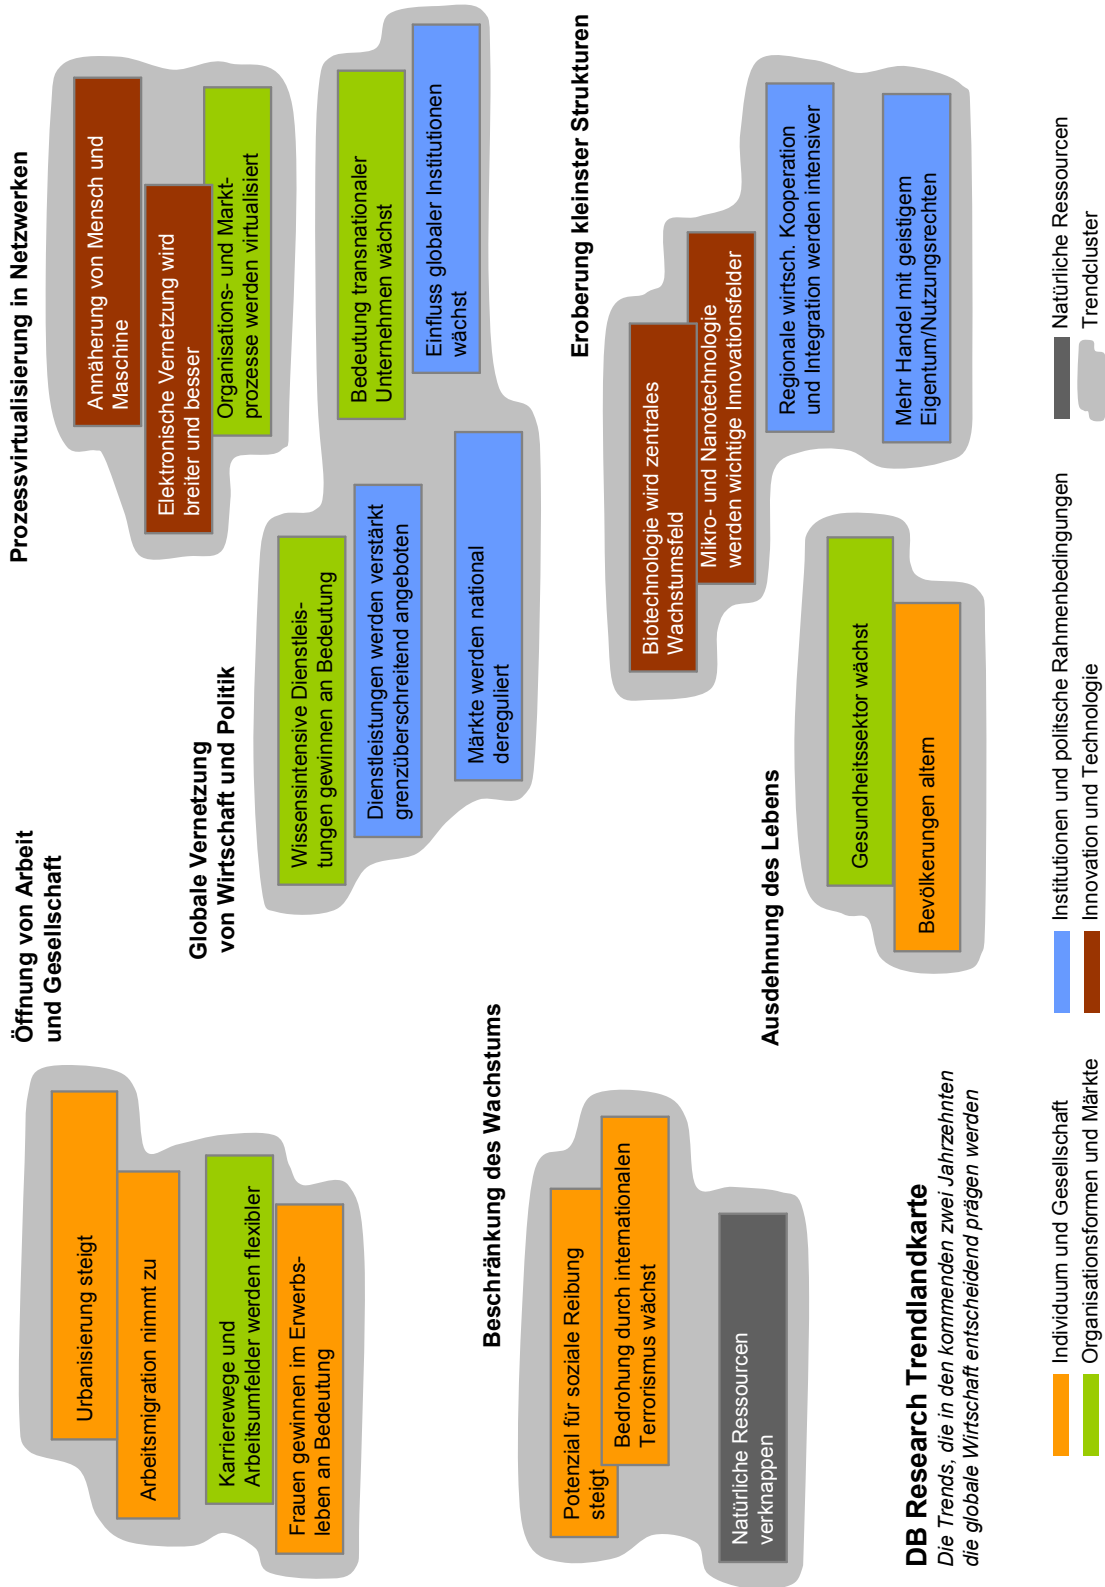 Öffnung von Arbeit
und Gesellschaft
Urbanisierung steigt
Arbeitsmigration nimmt zu
Karrierewege und
Arbeitsumfelder werden flexibler
Frauen gewinnen im Erwerbs-
leben an Bedeutung
Prozessvirtualisierung in Netzwerken
Annäherung von Mensch und
Maschine
Elektronische Vernetzung wird
breiter und besser
Organisations- und Markt-
prozesse werden virtualisiert
Globale Vernetzung
von Wirtschaft und Politik
Wissensintensive Dienstleis-
tungen gewinnen an Bedeutung
Dienstleistungen werden verstärkt
grenzüberschreitend angeboten
Märkte werden national
dereguliert
Bedeutung transnationaler
Unternehmen wächst
Einfluss globaler Institutionen
wächst
Beschränkung des Wachstums
Potenzial für soziale Reibung
steigt
Bedrohung durch internationalen
Terrorismus wächst
Natürliche Ressourcen
verknappen
Eroberung kleinster Strukturen
Biotechnologie wird zentrales
Wachstumsfeld
Mikro- und Nanotechnologie
werden wichtige Innovationsfelder
Regionale wirtsch. Kooperation
und Integration werden intensiver
Mehr Handel mit geistigem
Eigentum/Nutzungsrechten
Ausdehnung des Lebens
Gesundheitssektor wächst
Bevölkerungen altern
DB Research Trendlandkarte
Die Trends, die in den kommenden zwei Jahrzehnten
die globale Wirtschaft entscheidend prägen werden
Individuum und Gesellschaft
Organisationsformen und Märkte
Institutionen und politsche Rahmenbedingungen
Innovation und Technologie
Natürliche Ressourcen
Trendcluster